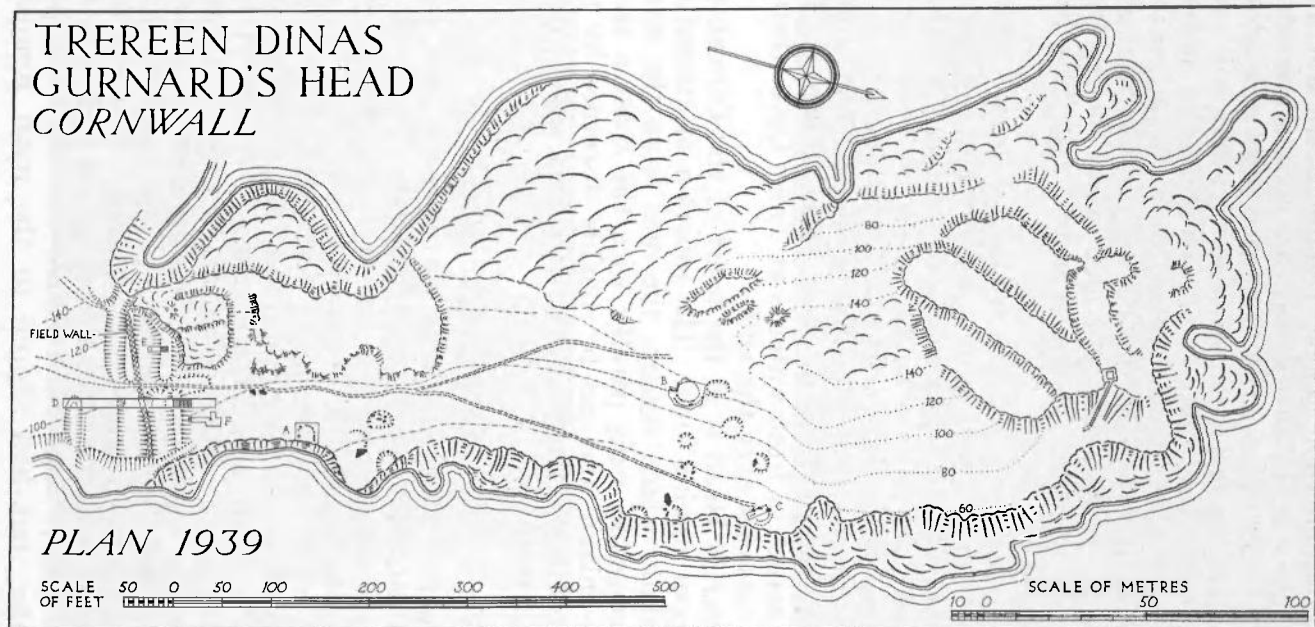 TREREEN DINAS
GURNARD'S HEAD
CORNWALL
80
100
120
140
140
FIELD WALL-
120
E
140
B
D
120
100
F
A
100
80
C
60
PLAN 1939
SCALE OF FEET
50 0 50 100 200 300 400 500
SCALE OF METRES
10 0 50 100